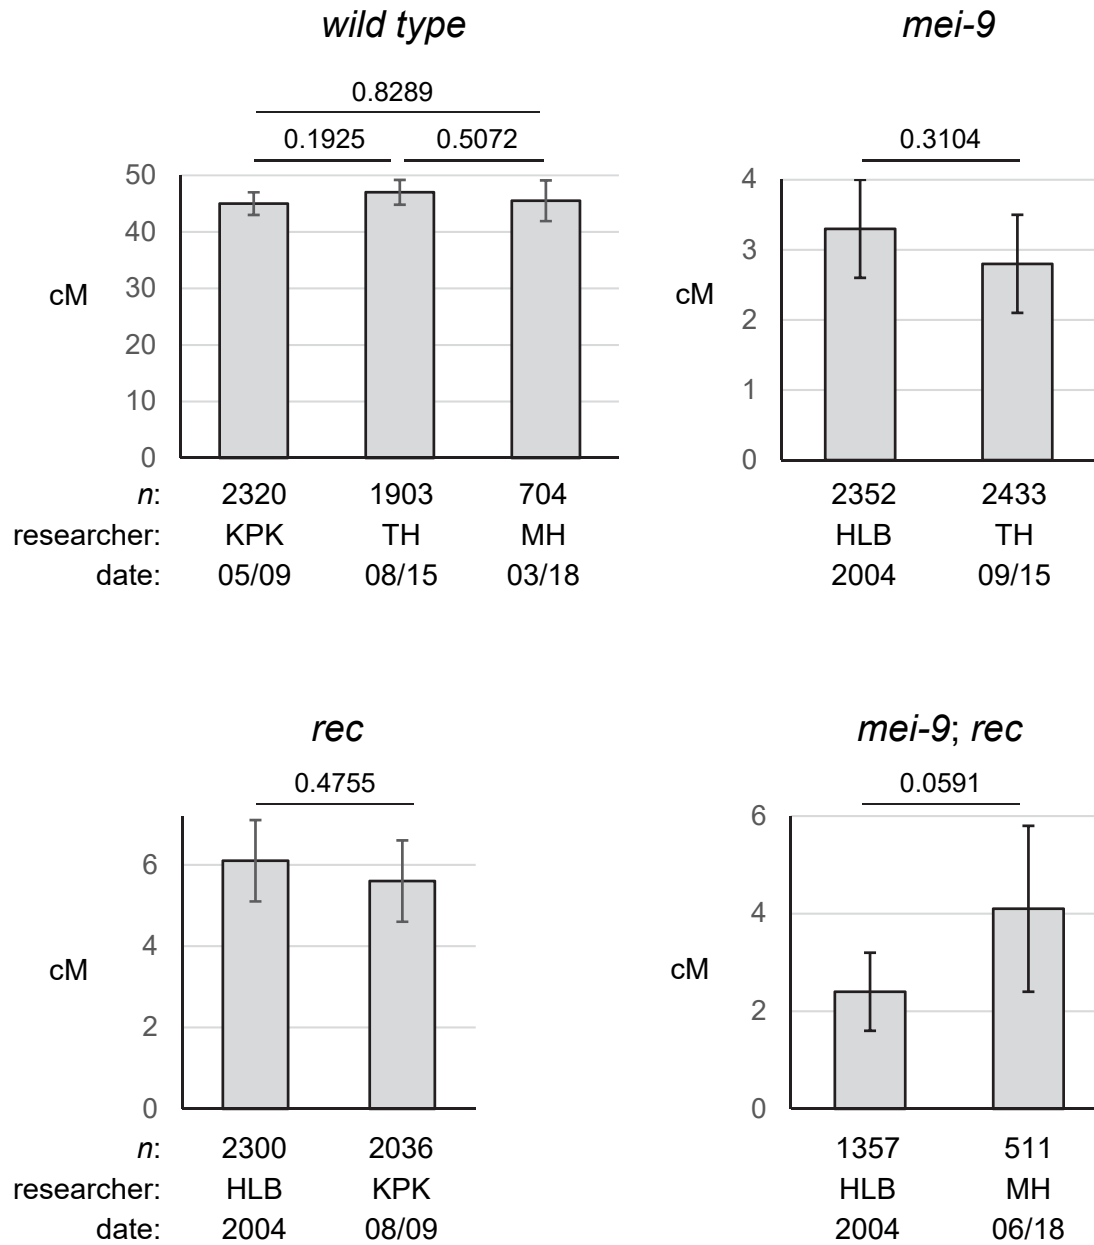 wild type
mei-9
0.8289
0.1925 0.5072
0.3104
50
40
30
20
10
0
cM
4
3
2
1
0
cM
n: 2320 1903 704
researcher: KPK TH MH
date: 05/09 08/15 03/18
2352 2433
HLB TH
2004 09/15
rec
mei-9; rec
0.4755
0.0591
6
4
2
0
cM
6
4
2
0
cM
n: 2300 2036
researcher: HLB KPK
date: 2004 08/09
1357 511
HLB MH
2004 06/18